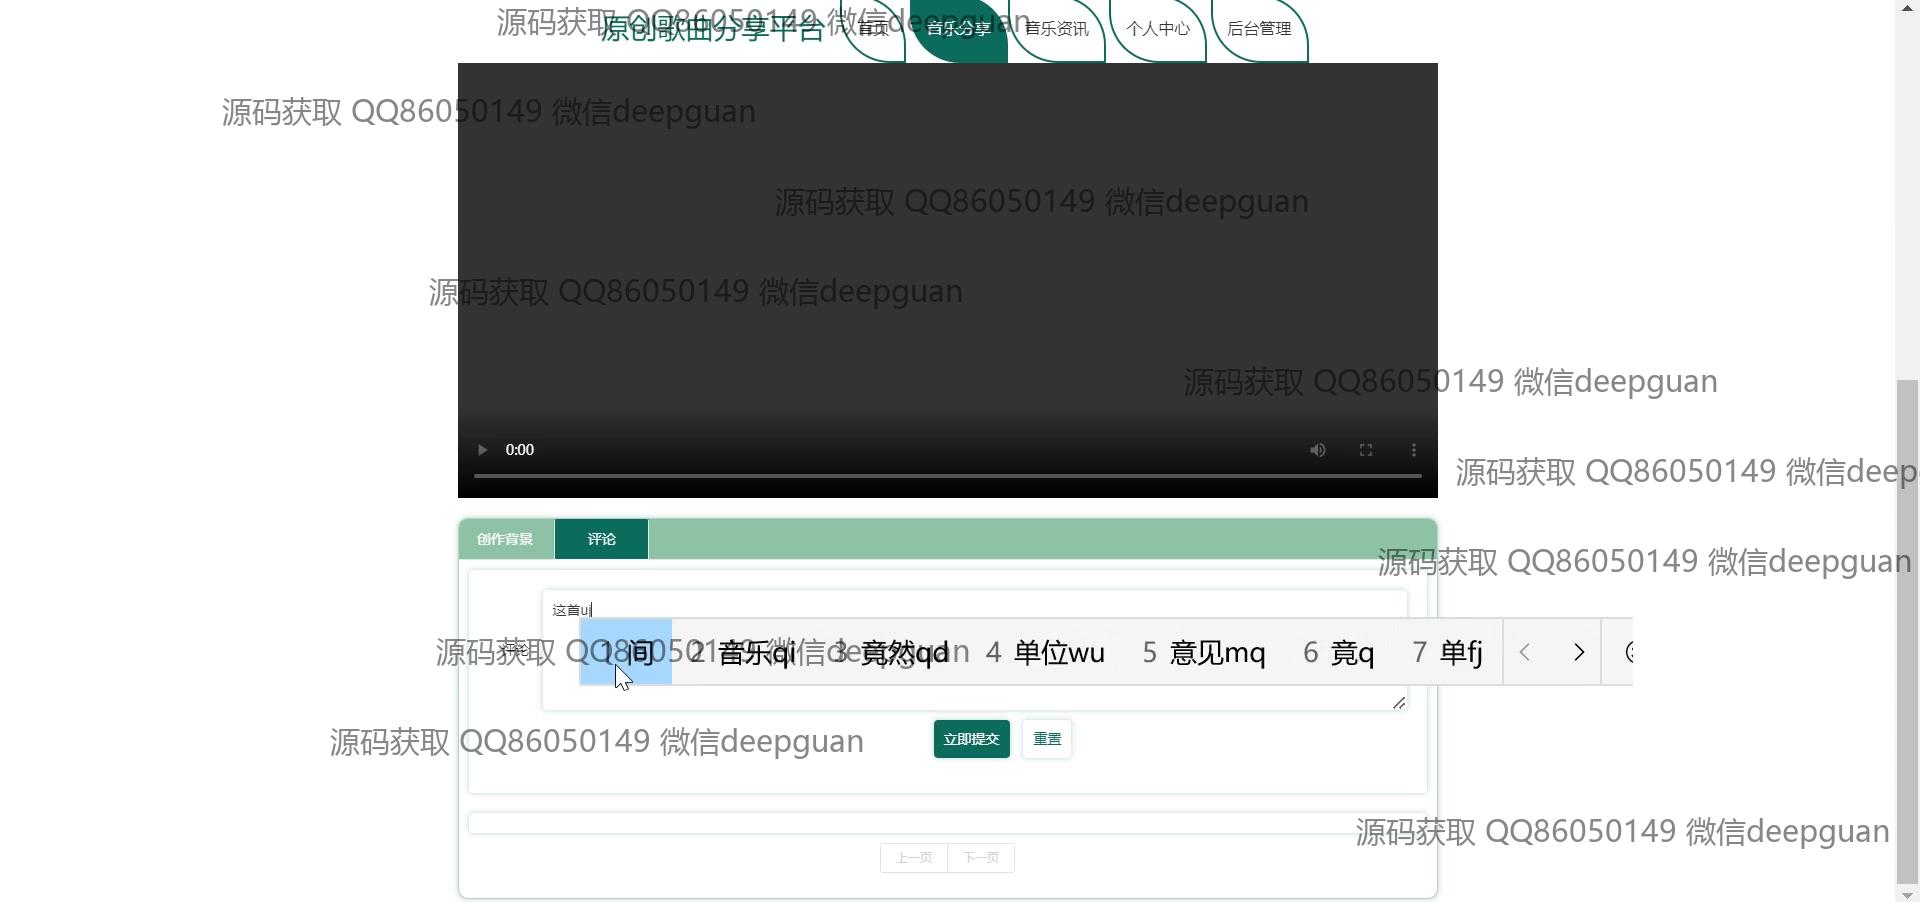 源码获取 QQ86050149 微信deepguan
原创歌曲分享平台 首页 音乐分享 音乐资讯 个人中心 后台管理
源码获取 QQ86050149 微信deepguan
源码获取 QQ86050149 微信deepguan
源码获取 QQ86050149 微信deepguan
源码获取 QQ86050149 微信deepguan
0:00
源码获取 QQ86050149 微信deep
创作背景 评论
源码获取 QQ86050149 微信deepguan
这首uj
评论
源码获取 QQ86050149 微信deepguan
1 间 2 音乐qi 3 竟然qd 4 单位wu 5 意见mq 6 竟q 7 单fj
源码获取 QQ86050149 微信deepguan
立即提交 重置
源码获取 QQ86050149 微信deepguan
上一页 下一页